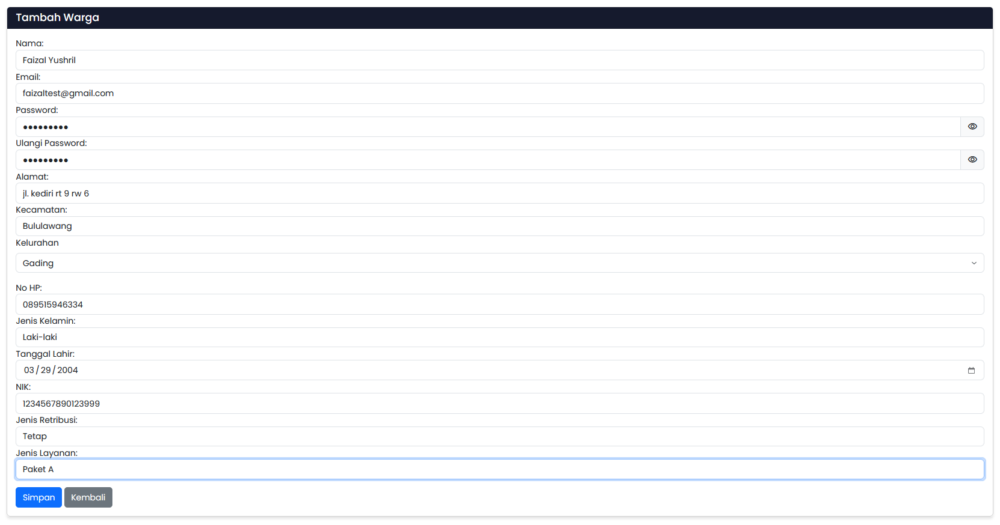 Tambah Warga
Nama:
Faizal Yushril
Email:
faizaltest@gmail.com
Password:
●●●●●●●●●
Ulangi Password:
●●●●●●●●●
Alamat:
jl. kediri rt 9 rw 6
Kecamatan:
Bululawang
Kelurahan
Gading
No HP:
089515946334
Jenis Kelamin:
Laki-laki
Tanggal Lahir:
03/29/2004
NIK:
1234567890123999
Jenis Retribusi:
Tetap
Jenis Layanan:
Paket A
Simpan Kembali